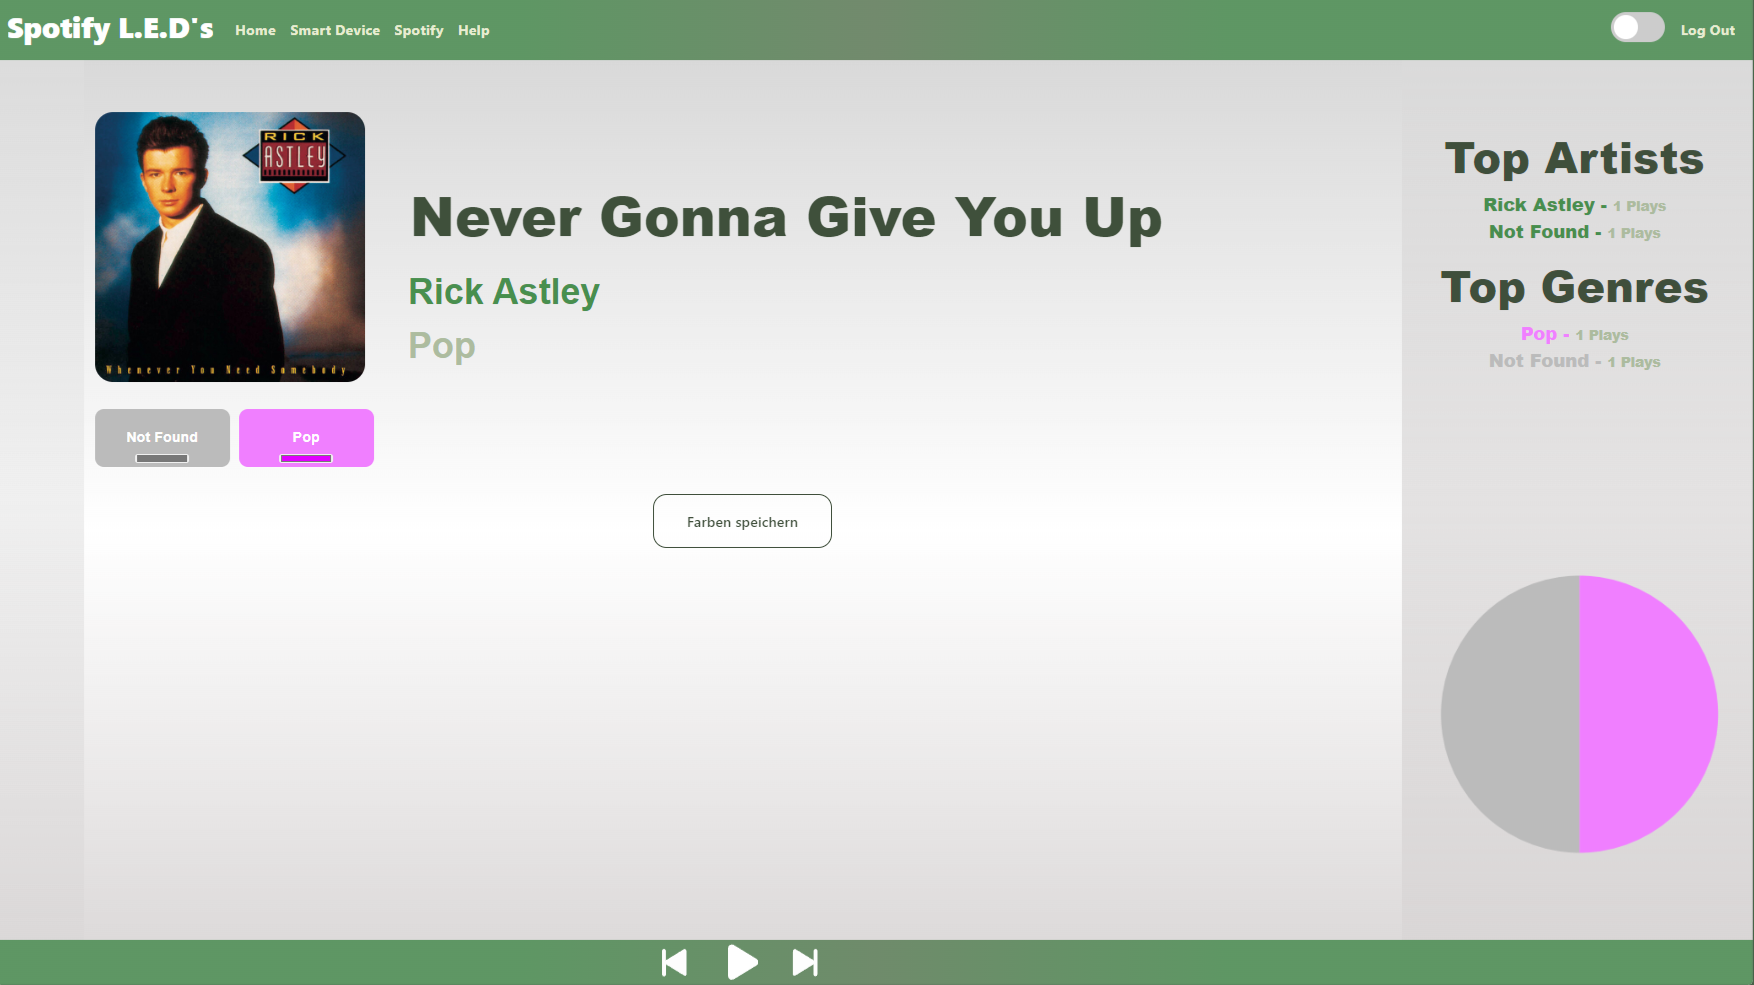 Spotify L.E.D's Home Smart Device Spotify Help Log Out
RICK
ASTLEY
Whenever You Need Somebody
Never Gonna Give You Up
Rick Astley
Pop
Not Found Pop
Farben speichern
Top Artists
Rick Astley - 1 Plays
Not Found - 1 Plays
Top Genres
Pop - 1 Plays
Not Found - 1 Plays